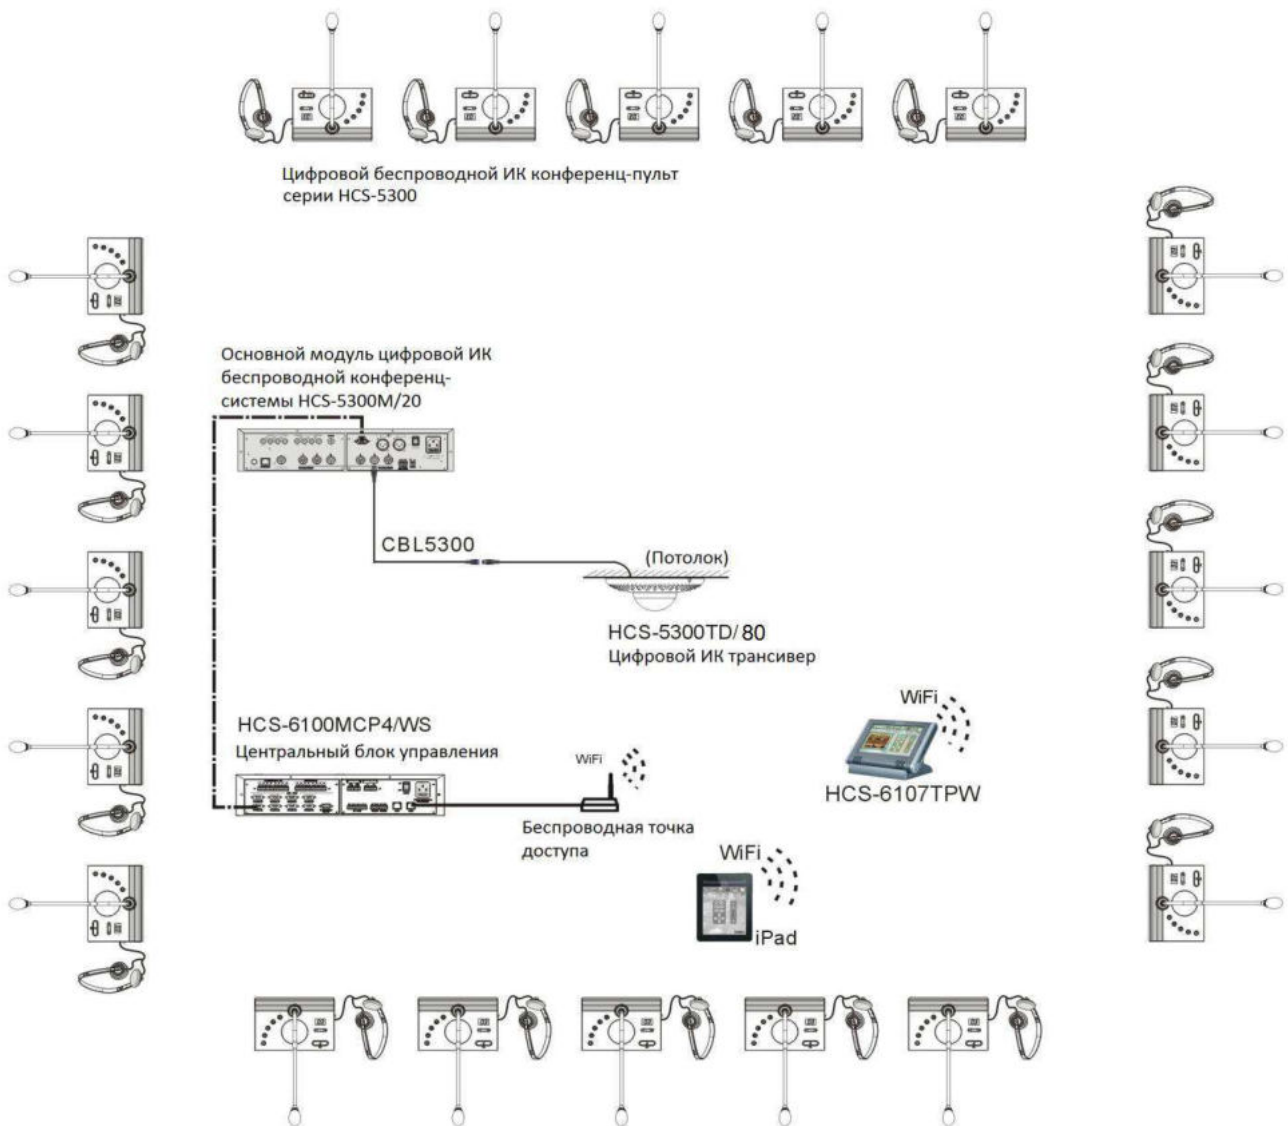 Цифровой беспроводной ИК конференц-пульт
серии HCS-5300
Основной модуль цифровой ИК
беспроводной конференц-
системы HCS-5300M/20
CBL5300
(Потолок)
HCS-5300TD/ 80
Цифровой ИК трансивер
HCS-6100MCP4/WS
Центральный блок управления
WiFi
Беспроводная точка
доступа
WiFi
HCS-6107TPW
WiFi
iPad